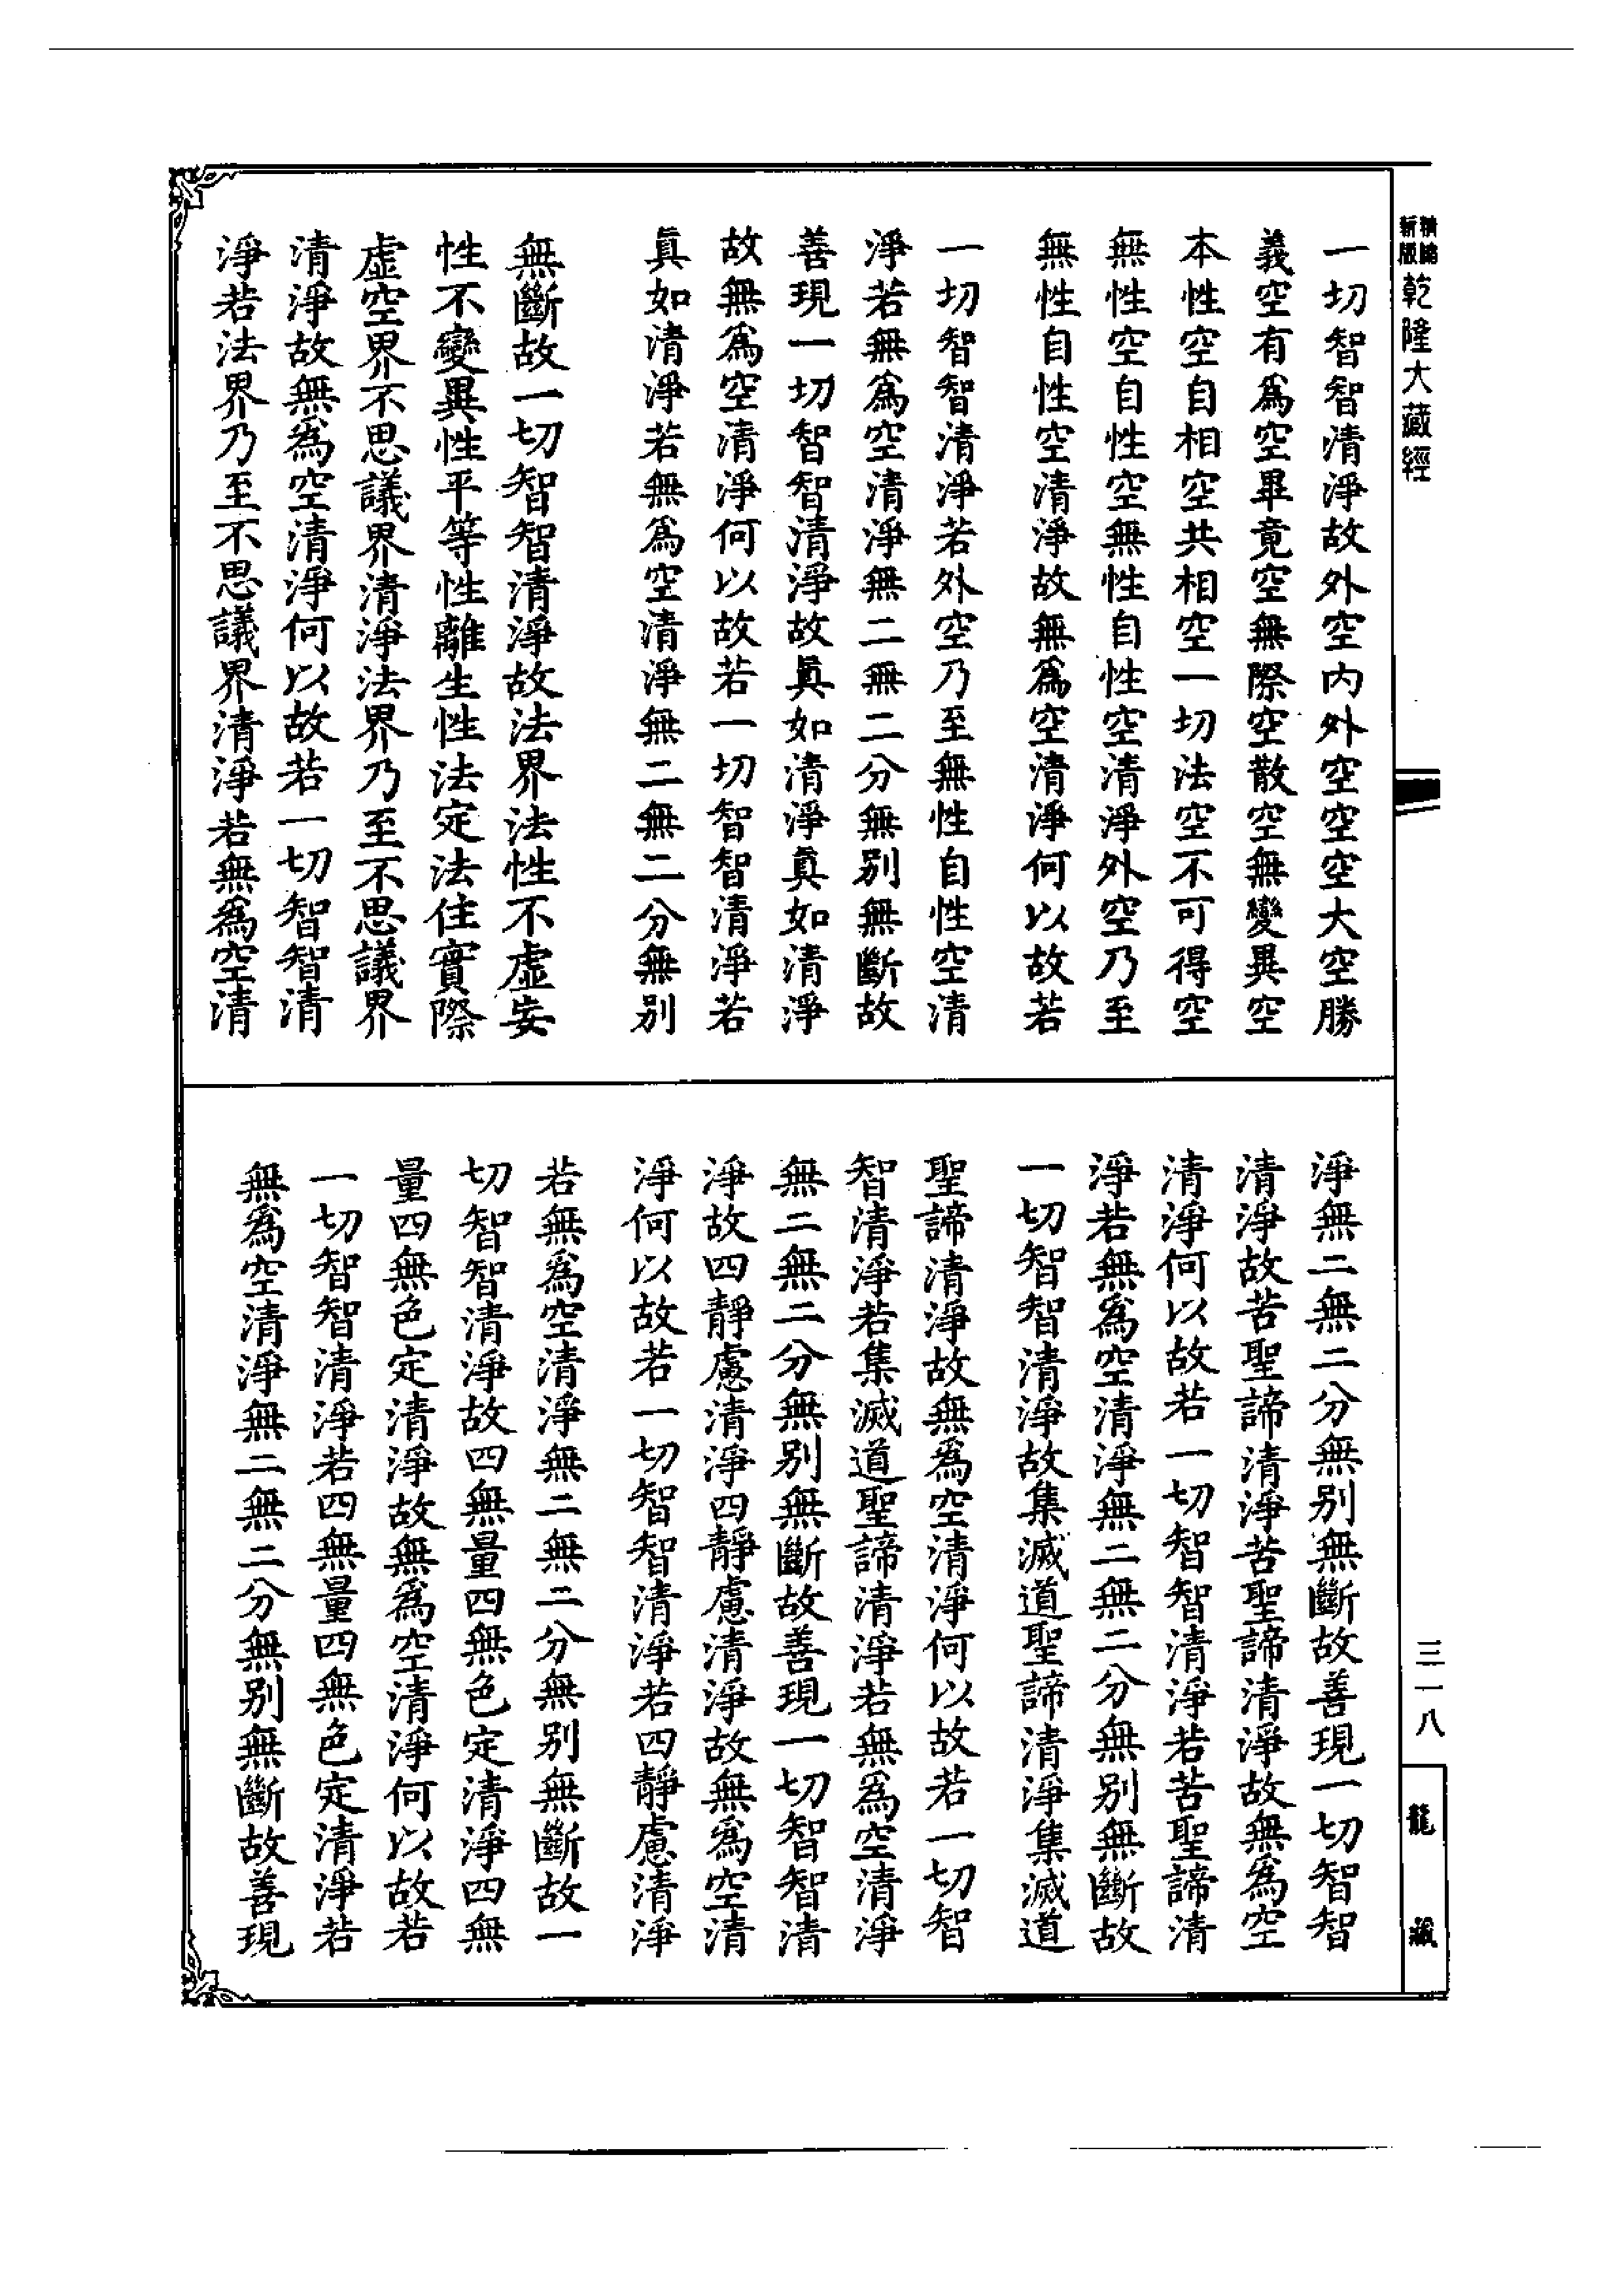 精編
新版
乾隆大藏經
一切智智清淨故外空內外空空空大空勝
義空有爲空畢竟空無際空散空無變異空
本性空自相空共相空一切法空不可得空
無性空自性空無性自性空清淨外空乃至
無性自性空清淨故無爲空清淨何以故若
一切智智清淨若外空乃至無性自性空清
淨若無爲空清淨無二無二分無別無斷故
善現一切智智清淨故眞如清淨眞如清淨
故無爲空清淨何以故若一切智智清淨若
眞如清淨若無爲空清淨無二無二分無別
無斷故一切智智清淨故法界法性不虛妄
性不變異性平等性離生性法定法住實際
虛空界不思議界清淨法界乃至不思議界
清淨故無爲空清淨何以故若一切智智清
淨若法界乃至不思議界清淨若無爲空清
淨無二無二分無別無斷故善現一切智智
清淨故苦聖諦清淨苦聖諦清淨故無爲空
清淨何以故若一切智智清淨若苦聖諦清
淨若無爲空清淨無二無二分無別無斷故
一切智智清淨故集滅道聖諦清淨集滅道
聖諦清淨故無爲空清淨何以故若一切智
智清淨若集滅道聖諦清淨若無爲空清淨
無二無二分無別無斷故善現一切智智清
淨故四靜慮清淨四靜慮清淨故無爲空清
淨何以故若一切智智清淨若四靜慮清淨
若無爲空清淨無二無二分無別無斷故一
切智智清淨故四無量四無色定清淨四無
量四無色定清淨故無爲空清淨何以故若
一切智智清淨若四無量四無色定清淨若
無爲空清淨無二無二分無別無斷故善現
三一八
龍藏